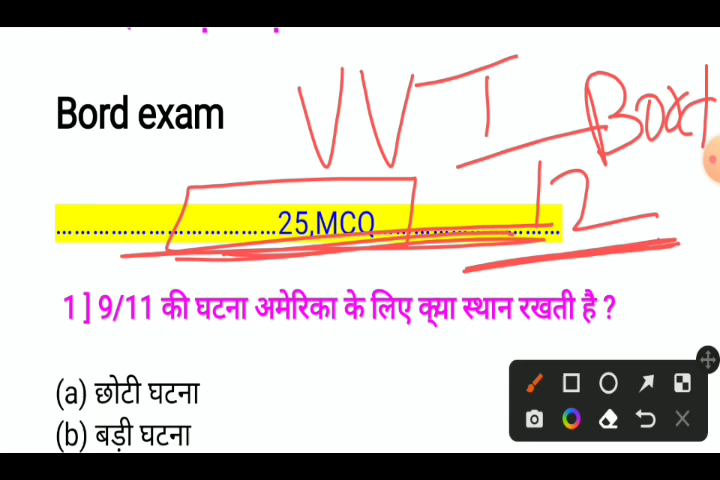 Bord exam
VVI Board
12
..............................25,MCQ........................
1 ] 9/11 की घटना अमेरिका के लिए क्या स्थान रखती है ?
(a) छोटी घटना
(b) बड़ी घटना